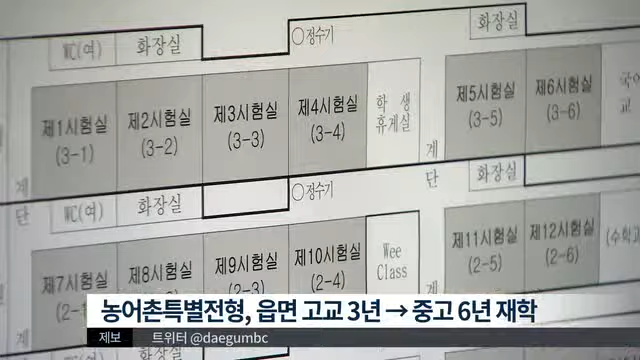 WC(여) 화장실 ○정수기 화장실
제1시험실 (3-1)
제2시험실 (3-2)
제3시험실 (3-3)
제4시험실 (3-4)
학 생 휴게실
제5시험실 (3-5)
제6시험실 (3-6)
계 계
단 WC(여) 화장실 ○정수기 단 화장실
제7시험실
제8시험실
제9시험실 (2-3)
제10시험실 (2-4)
Wee Class
제11시험실 (2-5)
제12시험실 (2-6)
농어촌특별전형, 읍면 고교 3년 → 중고 6년 재학
제보 트위터 @daegumbc